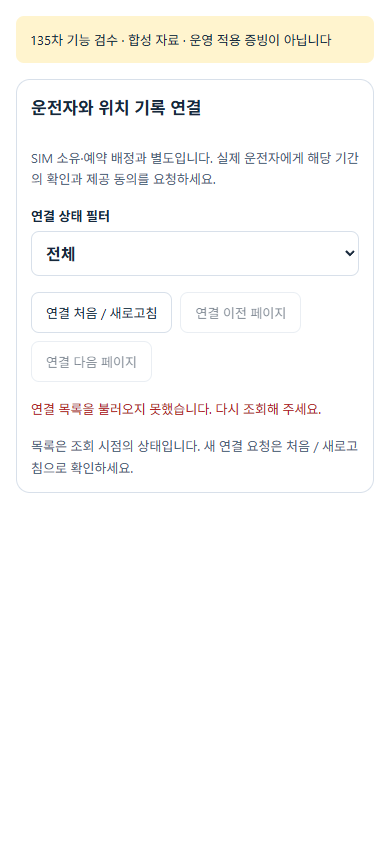 135차 기능 검수 · 합성 자료 · 운영 적용 증빙이 아닙니다
운전자와 위치 기록 연결
SIM 소유·예약 배정과 별도입니다. 실제 운전자에게 해당 기간
의 확인과 제공 동의를 요청하세요.
연결 상태 필터
전체
연결 처음 / 새로고침
연결 이전 페이지
연결 다음 페이지
연결 목록을 불러오지 못했습니다. 다시 조회해 주세요.
목록은 조회 시점의 상태입니다. 새 연결 요청은 처음 / 새로고
침으로 확인하세요.